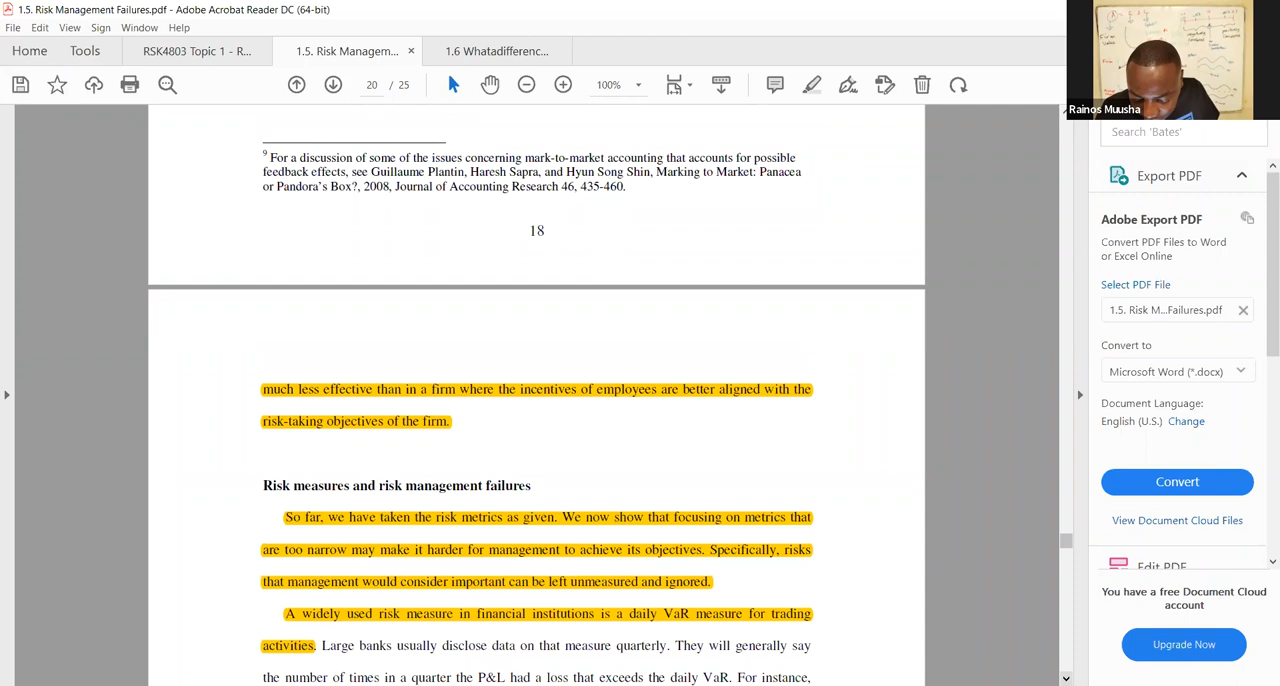 1.5. Risk Management Failures.pdf - Adobe Acrobat Reader DC (64-bit)
File Edit View Sign Window Help
Home Tools RSK4803 Topic 1 - R... 1.5. Risk Managem... × 1.6 Whatadifferenc...
20 / 25 100%
Rainos Muusha
Search 'Bates'
Export PDF
Adobe Export PDF
Convert PDF Files to Word
or Excel Online
Select PDF File
1.5. Risk M...Failures.pdf
Convert to
Microsoft Word (*.docx)
Document Language:
English (U.S.) Change
Convert
View Document Cloud Files
Edit PDF
You have a free Document Cloud
account
Upgrade Now
9 For a discussion of some of the issues concerning mark-to-market accounting that accounts for possible
feedback effects, see Guillaume Plantin, Haresh Sapra, and Hyun Song Shin, Marking to Market: Panacea
or Pandora's Box?, 2008, Journal of Accounting Research 46, 435-460.
18
much less effective than in a firm where the incentives of employees are better aligned with the
risk-taking objectives of the firm.
Risk measures and risk management failures
So far, we have taken the risk metrics as given. We now show that focusing on metrics that
are too narrow may make it harder for management to achieve its objectives. Specifically, risks
that management would consider important can be left unmeasured and ignored.
A widely used risk measure in financial institutions is a daily VaR measure for trading
activities. Large banks usually disclose data on that measure quarterly. They will generally say
the number of times in a quarter the P&L had a loss that exceeds the daily VaR. For instance,